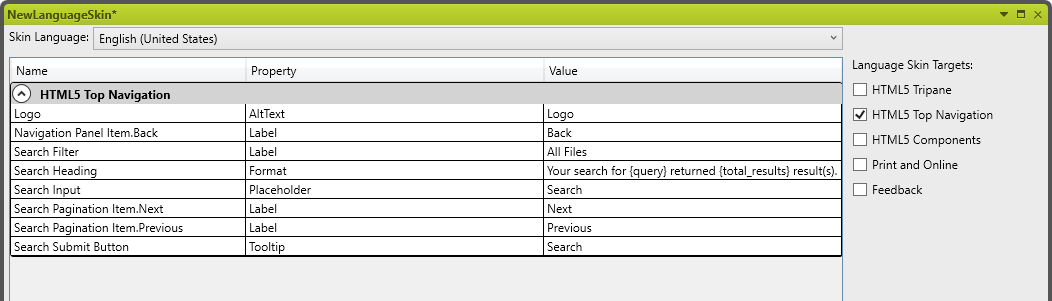 NewLanguageSkin*
Skin Language: English (United States)
Name Property Value
HTML5 Top Navigation
Logo AltText Logo
Navigation Panel Item.Back Label Back
Search Filter Label All Files
Search Heading Format Your search for {query} returned {total_results} result(s).
Search Input Placeholder Search
Search Pagination Item.Next Label Next
Search Pagination Item.Previous Label Previous
Search Submit Button Tooltip Search
Language Skin Targets:
HTML5 Tripane
HTML5 Top Navigation
HTML5 Components
Print and Online
Feedback